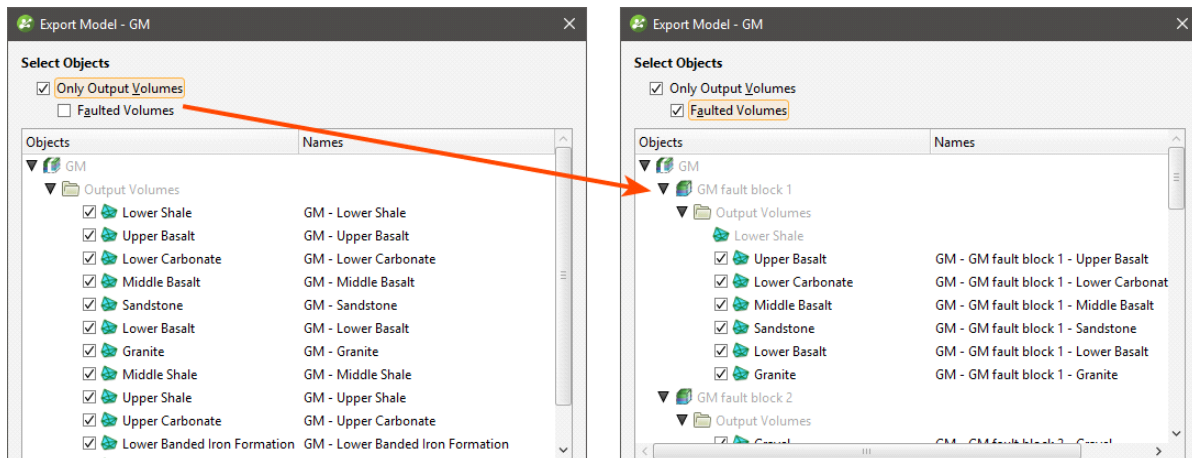 Export Model - GM
Select Objects
Only Output Volumes
Faulted Volumes
Objects Names
GM
Output Volumes
Lower Shale GM - Lower Shale
Upper Basalt GM - Upper Basalt
Lower Carbonate GM - Lower Carbonate
Middle Basalt GM - Middle Basalt
Sandstone GM - Sandstone
Lower Basalt GM - Lower Basalt
Granite GM - Granite
Middle Shale GM - Middle Shale
Upper Shale GM - Upper Shale
Upper Carbonate GM - Upper Carbonate
Lower Banded Iron Formation GM - Lower Banded Iron Formation
Export Model - GM
Select Objects
Only Output Volumes
Faulted Volumes
Objects Names
GM
GM fault block 1
Output Volumes
Lower Shale
Upper Basalt GM - GM fault block 1 - Upper Basalt
Lower Carbonate GM - GM fault block 1 - Lower Carbonat
Middle Basalt GM - GM fault block 1 - Middle Basalt
Sandstone GM - GM fault block 1 - Sandstone
Lower Basalt GM - GM fault block 1 - Lower Basalt
Granite GM - GM fault block 1 - Granite
GM fault block 2
Output Volumes